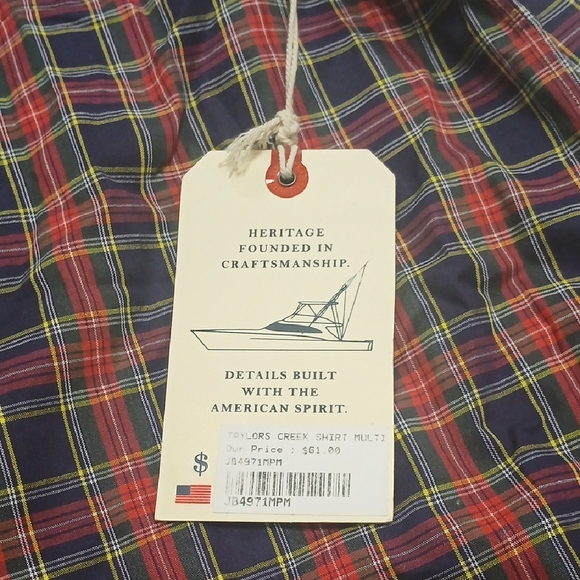 HERITAGE
FOUNDED IN
CRAFTSMANSHIP.
DETAILS BUILT
WITH THE
AMERICAN SPIRIT.
$
TAYLORS CREEK SHIRT MULTI
Our Price : $61.00
JB4971MPM
JB4971MPM